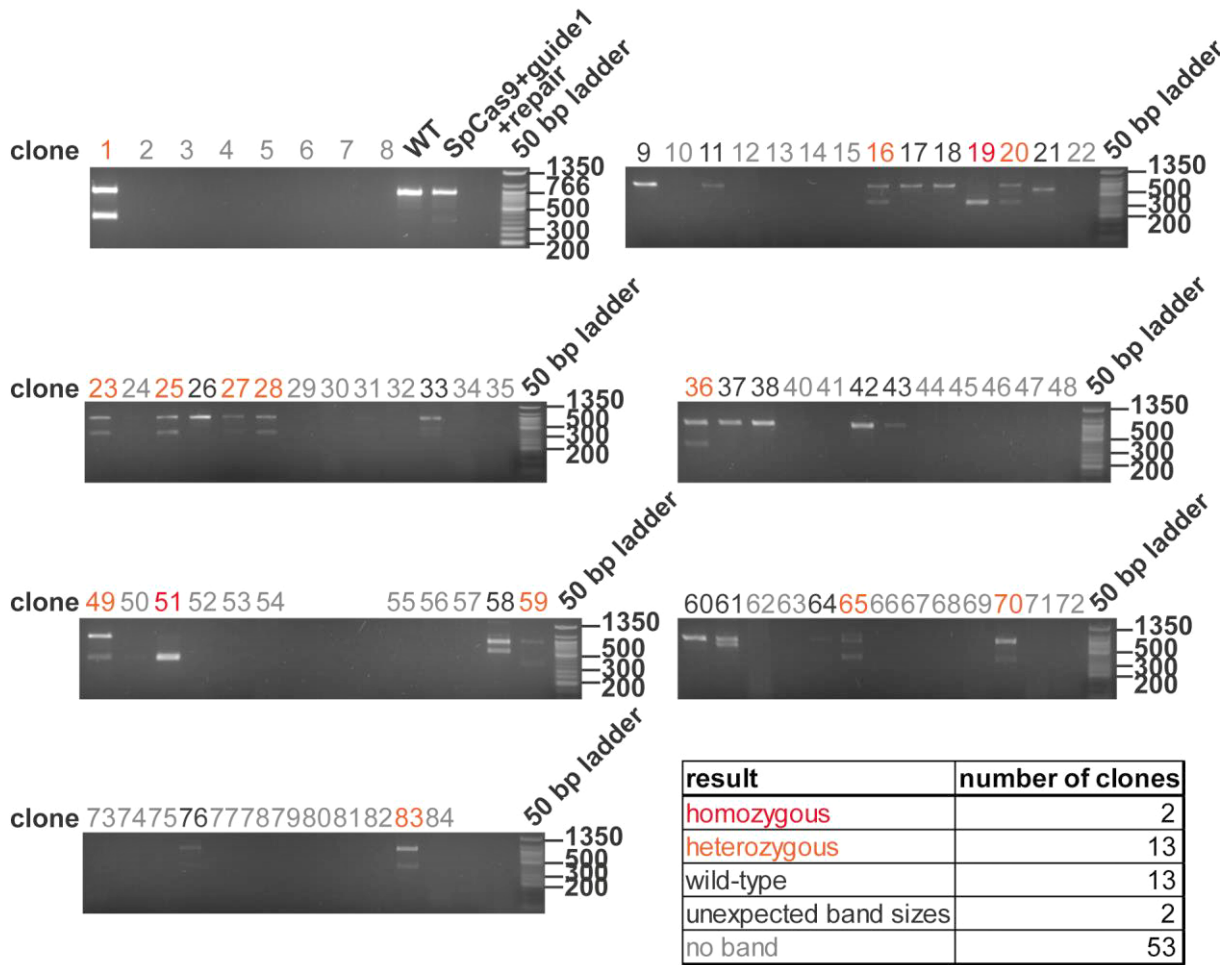 WT
SpCas9+guide1
+repair
50 bp ladder
clone 1 2 3 4 5 6 7 8
1350
766
500
300
200
50 bp ladder
9 10 11 12 13 14 15 16 17 18 19 20 21 22
1350
500
300
200
50 bp ladder
clone 23 24 25 26 27 28 29 30 31 32 33 34 35
1350
500
300
200
50 bp ladder
36 37 38 40 41 42 43 44 45 46 47 48
1350
500
300
200
50 bp ladder
clone 49 50 51 52 53 54 55 56 57 58 59
1350
500
300
200
50 bp ladder
60 61 62 63 64 65 66 67 68 69 70 71 72
1350
500
300
200
50 bp ladder
clone 73 74 75 76 77 78 79 80 81 82 83 84
1350
500
300
200
result number of clones
homozygous 2
heterozygous 13
wild-type 13
unexpected band sizes 2
no band 53